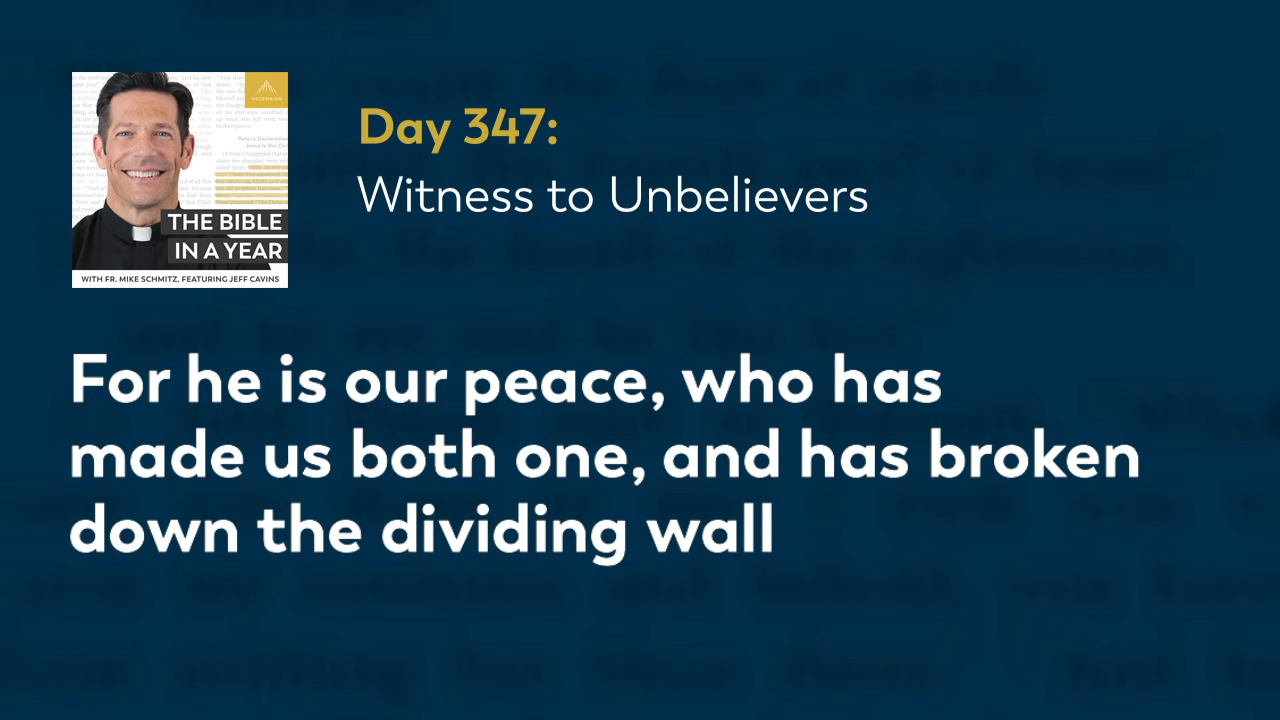 ASCENSION
THE BIBLE
IN A YEAR
WITH FR. MIKE SCHMITZ, FEATURING JEFF CAVINS
Day 347:
Witness to Unbelievers
For he is our peace, who has
made us both one, and has broken
down the dividing wall